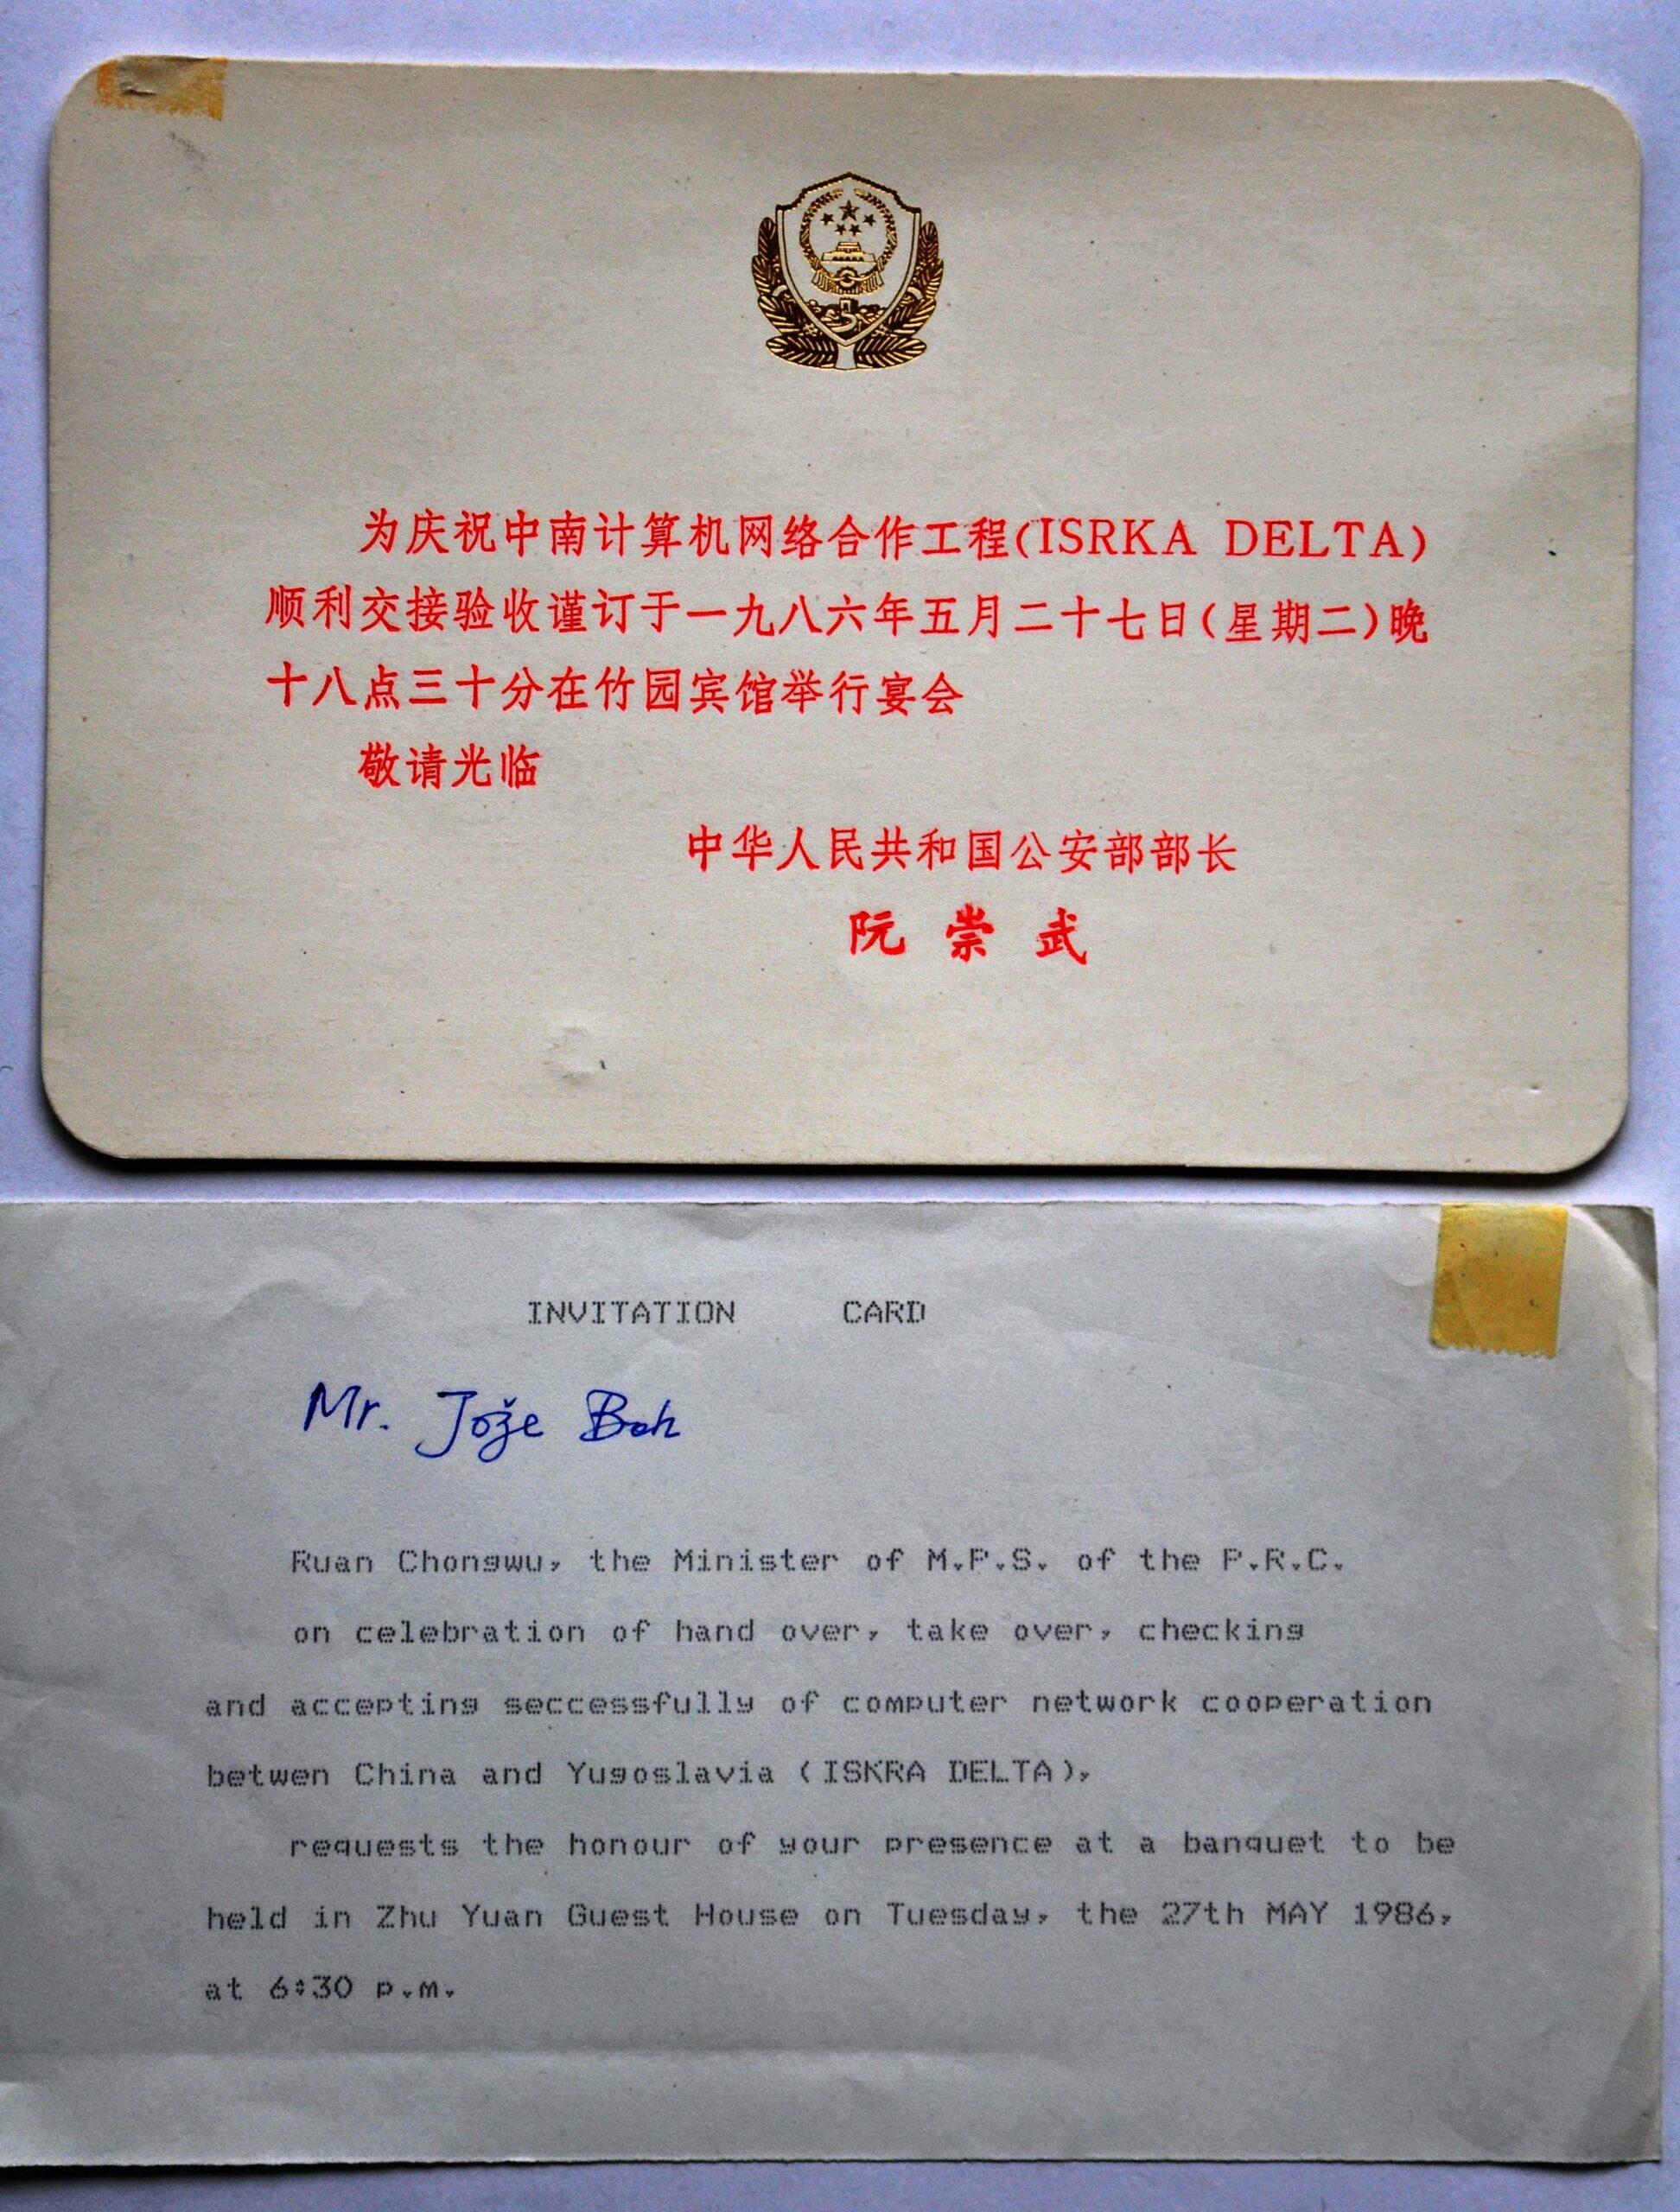 为庆祝中南计算机网络合作工程(ISRKA DELTA)
顺利交接验收谨订于一九八六年五月二十七日(星期二)晚
十八点三十分在竹园宾馆举行宴会
敬请光临
中华人民共和国公安部部长
阮崇武
INVITATION CARD
Mr. Jože Boh
Ruan Chongwu, the Minister of M.P.S. of the P.R.C.
on celebration of hand over, take over, checking
and accepting seccessfully of computer network cooperation
betwen China and Yugoslavia (ISKRA DELTA),
requests the honour of your presence at a banquet to be
held in Zhu Yuan Guest House on Tuesday, the 27th MAY 1986,
at 6:30 p.m.